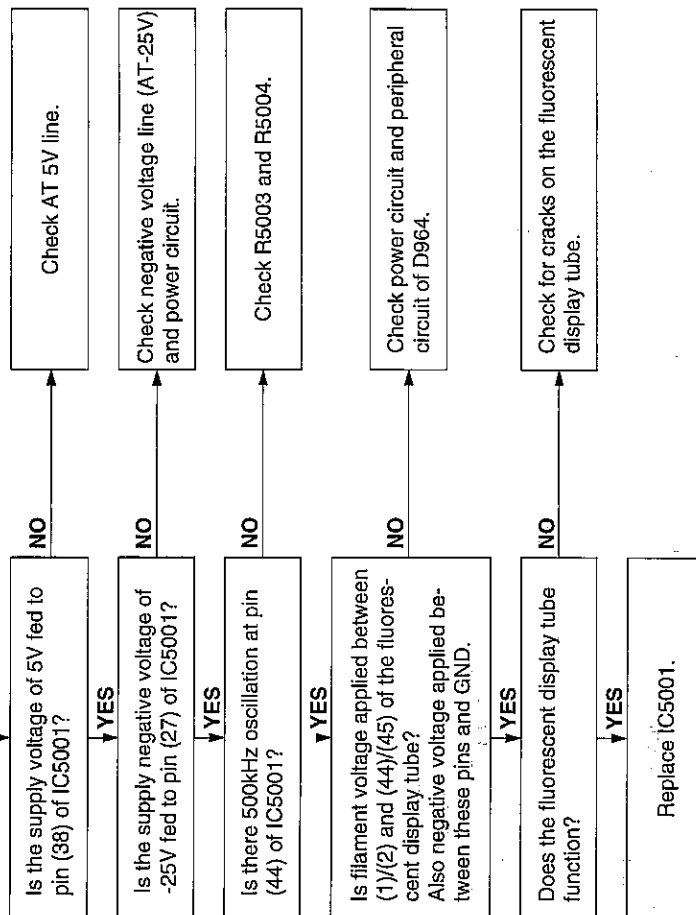 Is the supply voltage of 5V fed to
pin (38) of IC5001?
NO
Check AT 5V line.
YES
Is the supply negative voltage of
-25V fed to pin (27) of IC5001?
NO
Check negative voltage line (AT-25V)
and power circuit.
YES
Is there 500kHz oscillation at pin
(44) of IC5001?
NO
Check R5003 and R5004.
YES
Is filament voltage applied between
(1)/(2) and (44)/(45) of the fluores-
cent display tube?
Also negative voltage applied be-
tween these pins and GND.
NO
Check power circuit and peripheral
circuit of D964.
YES
Does the fluorescent display tube
function?
NO
Check for cracks on the fluorescent
display tube.
YES
Replace IC5001.